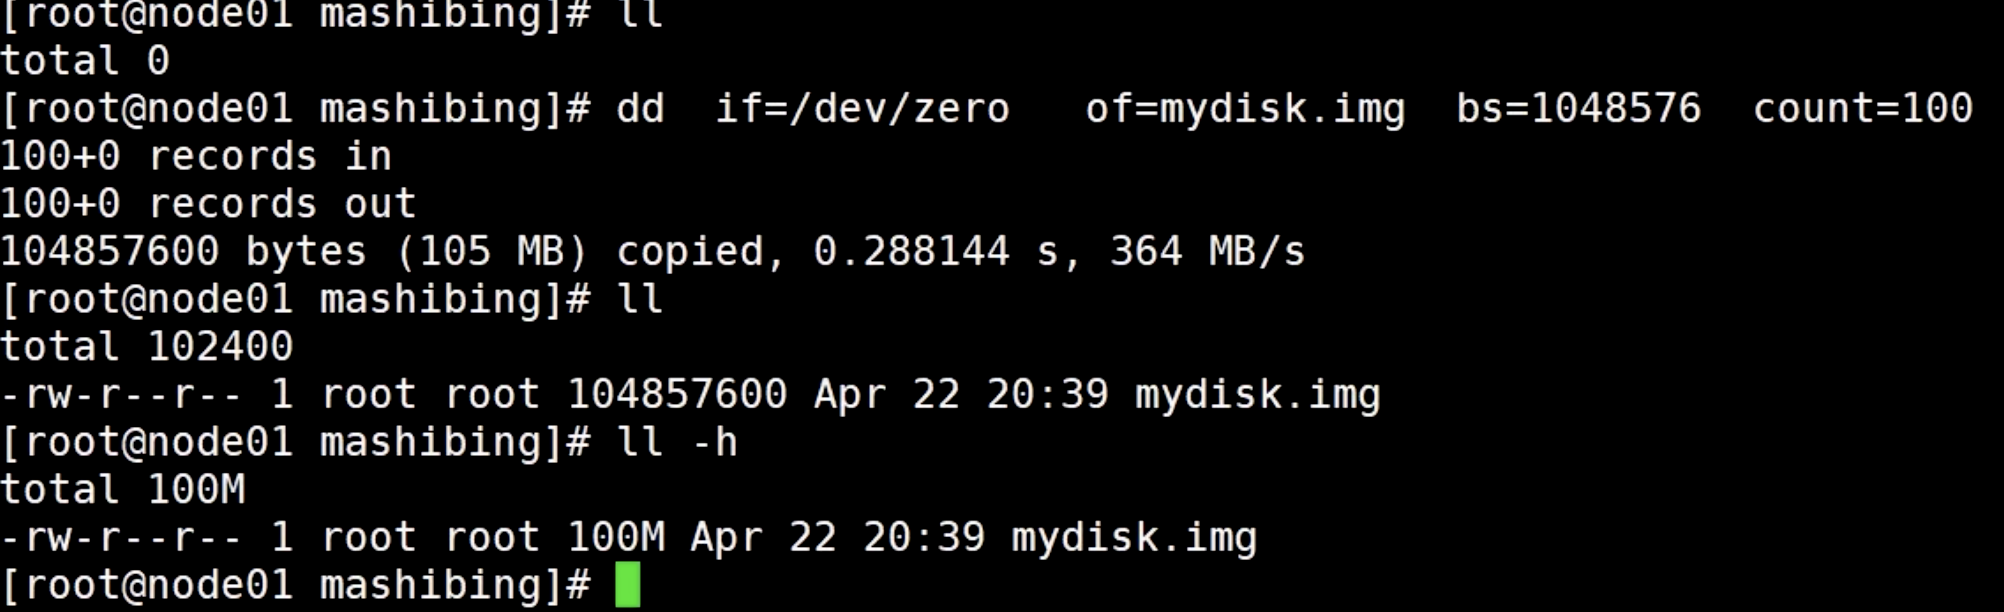 [root@node01 mashibing]# ll
total 0
[root@node01 mashibing]# dd  if=/dev/zero   of=mydisk.img  bs=1048576  count=100
100+0 records in
100+0 records out
104857600 bytes (105 MB) copied, 0.288144 s, 364 MB/s
[root@node01 mashibing]# ll
total 102400
-rw-r--r-- 1 root root 104857600 Apr 22 20:39 mydisk.img
[root@node01 mashibing]# ll -h
total 100M
-rw-r--r-- 1 root root 100M Apr 22 20:39 mydisk.img
[root@node01 mashibing]#